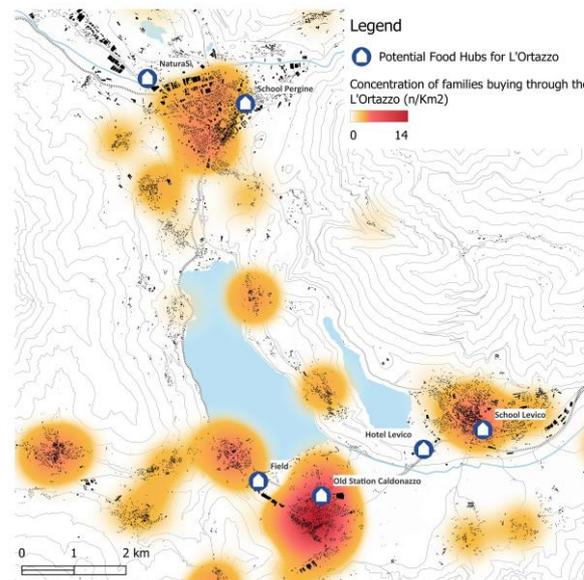 Legend
Potential Food Hubs for L'Ortazzo
Concentration of families buying through the
L'Ortazzo (n/Km2)
0 14
NaturaSì
School Pergine
School Levico
Hotel Levico
Field
Old Station Caldonazzo
0 1 2 km